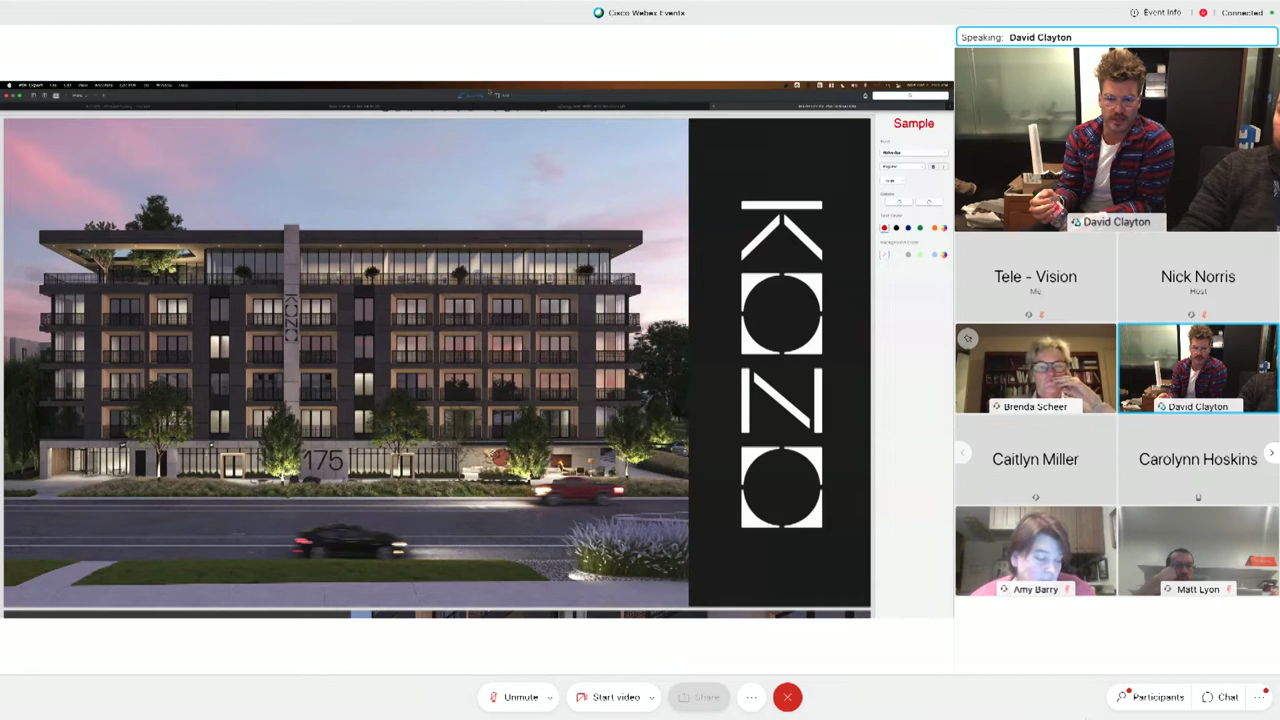 Cisco Webex Events
Event Info
Connected
Speaking: David Clayton
Sample
KOZO
KOZO
175
David Clayton
Tele - Vision
Me
Nick Norris
Host
Brenda Scheer
David Clayton
Caitlyn Miller
Carolynn Hoskins
Amy Barry
Matt Lyon
Unmute
Start video
Share
Participants
Chat